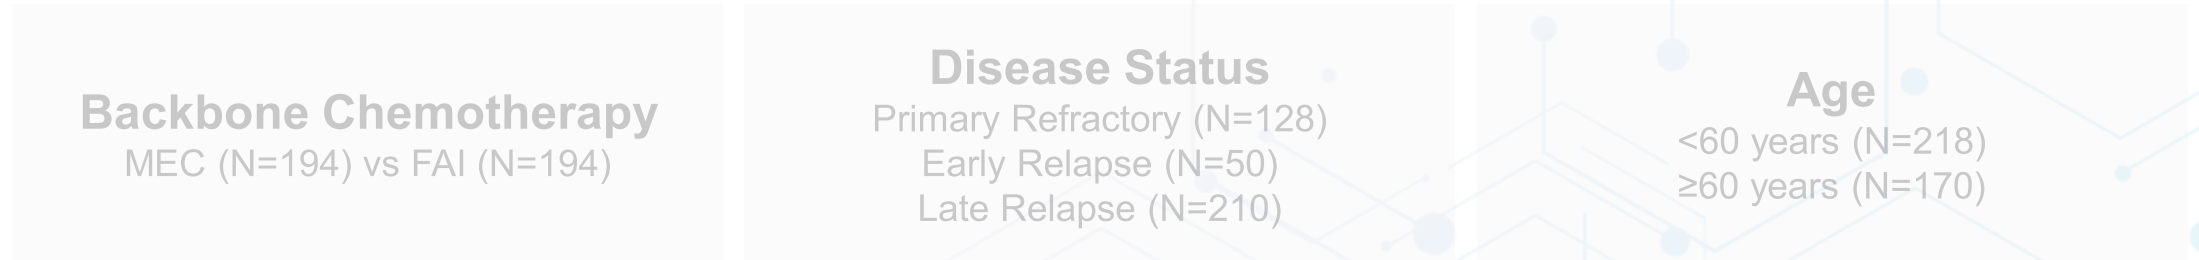 Backbone Chemotherapy
MEC (N=194) vs FAI (N=194)
Disease Status
Primary Refractory (N=128)
Early Relapse (N=50)
Late Relapse (N=210)
Age
<60 years (N=218)
≥60 years (N=170)